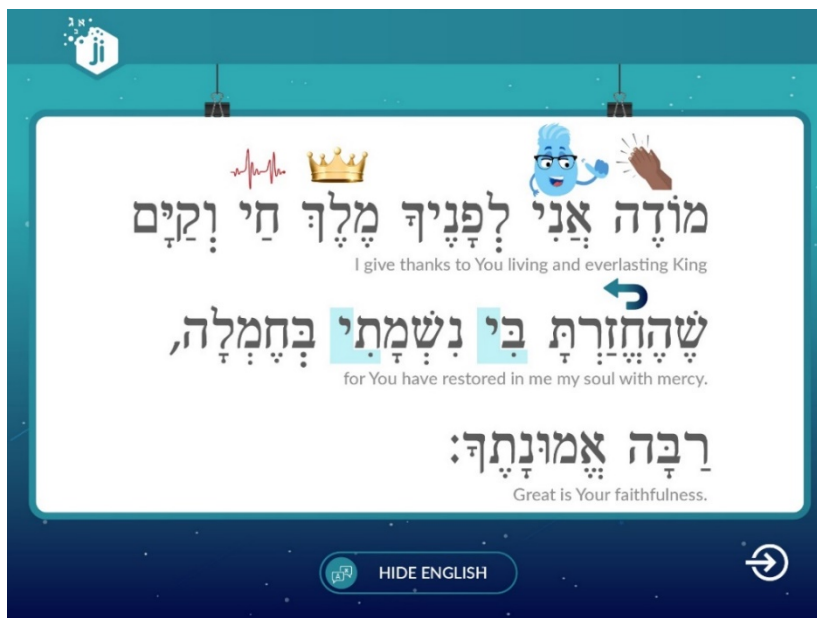 א ג
ב
ji
מוֹדֶה אֲנִי לְפָנֶיךָ מֶלֶךְ חַי וְקַיָּם
I give thanks to You living and everlasting King
שֶׁהֶחֱזַרְתָּ בִּי נִשְׁמָתִי בְּחֶמְלָה,
for You have restored in me my soul with mercy.
רַבָּה אֱמוּנָתֶךָ:
Great is Your faithfulness.
HIDE ENGLISH